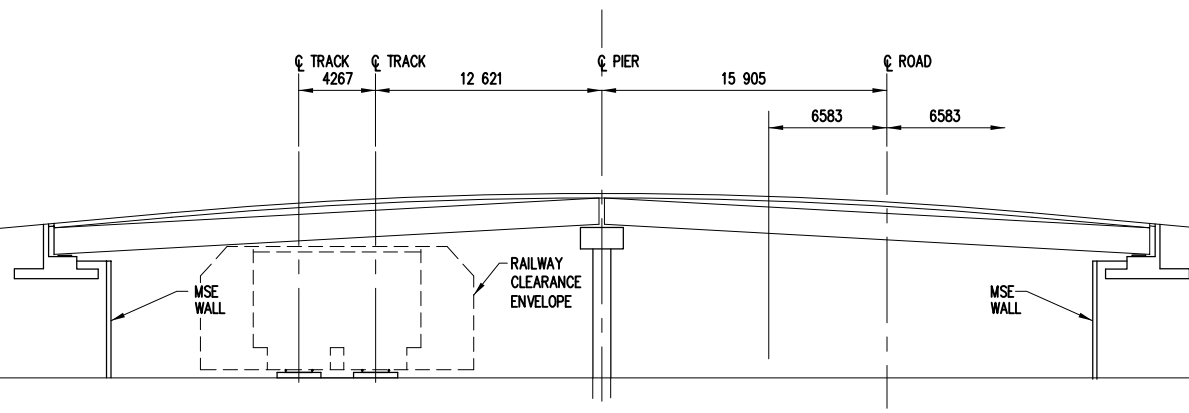 ℄ TRACK ℄ TRACK ℄ PIER ℄ ROAD
4267 12 621 15 905
6583 6583
RAILWAY
CLEARANCE
ENVELOPE
MSE
WALL
MSE
WALL